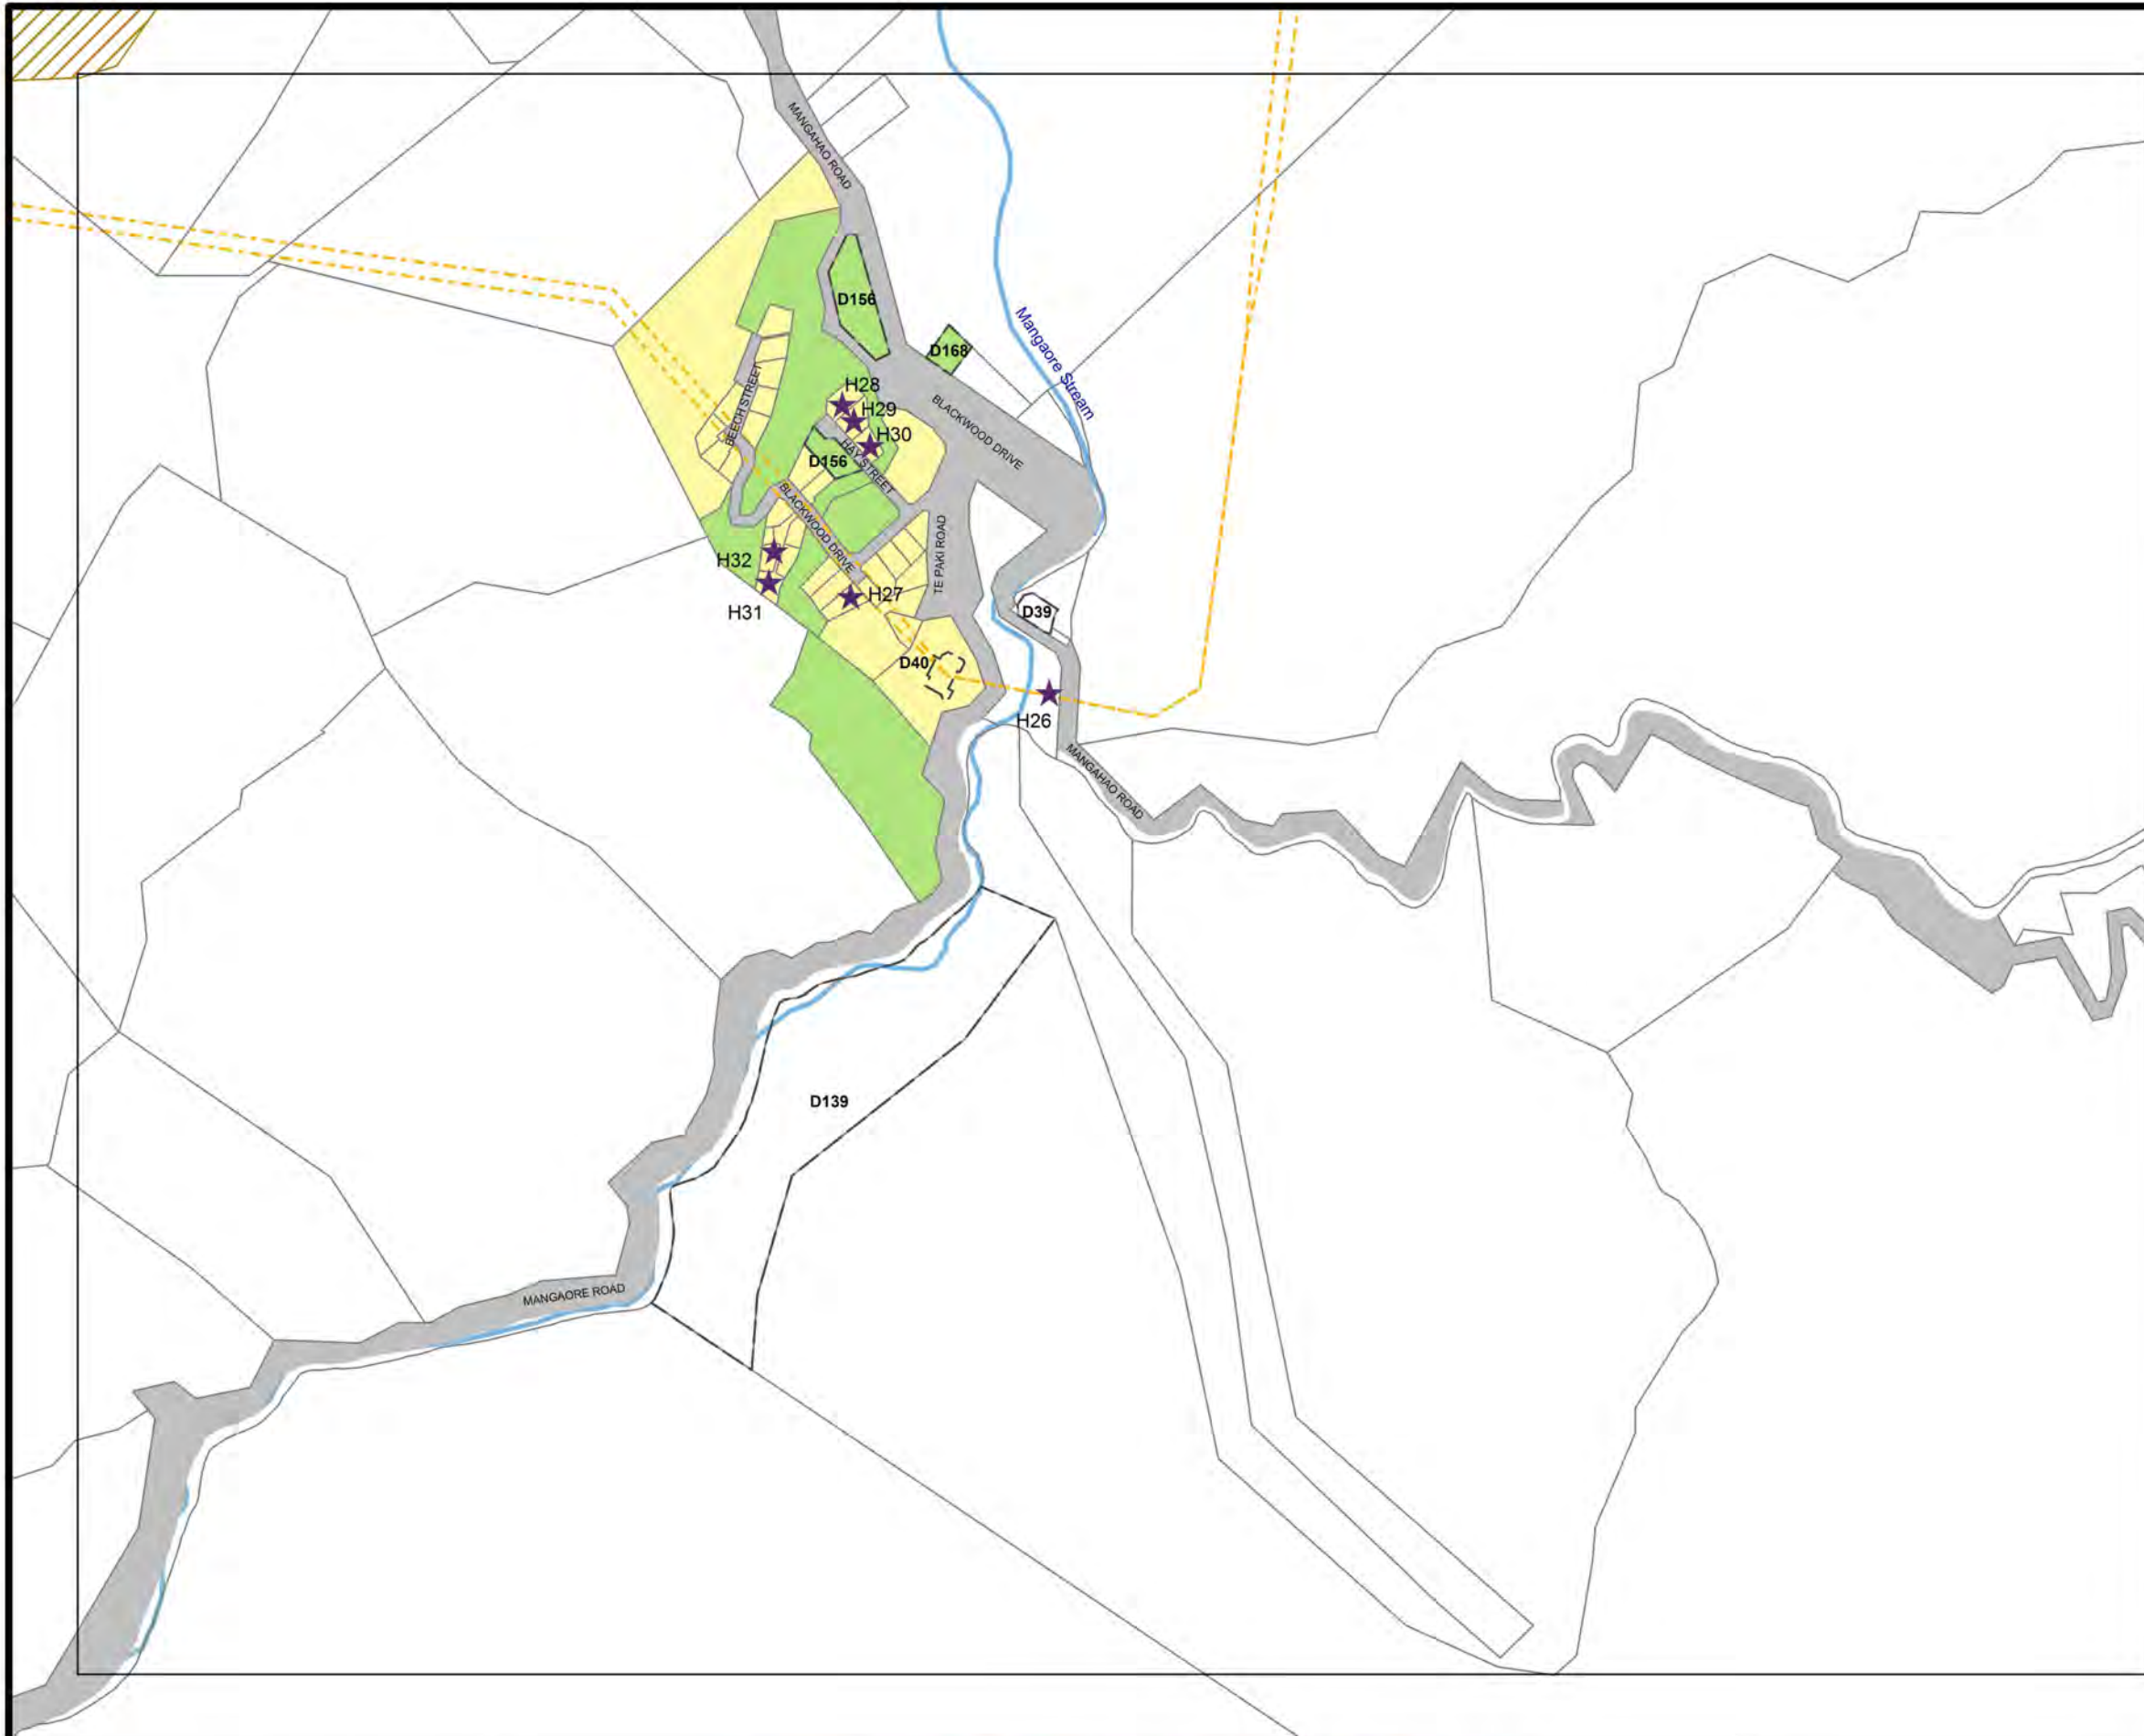 MANGAHAO ROAD
D156
Mangaore Stream
D168
BEECH STREET
H28
H29
H30
BLACKWOOD DRIVE
D156
HAY STREET
BLACKWOOD DRIVE
TE PAKI ROAD
H32
H31
H27
D39
D40
H26
MANGAHAO ROAD
D139
MANGAORE ROAD